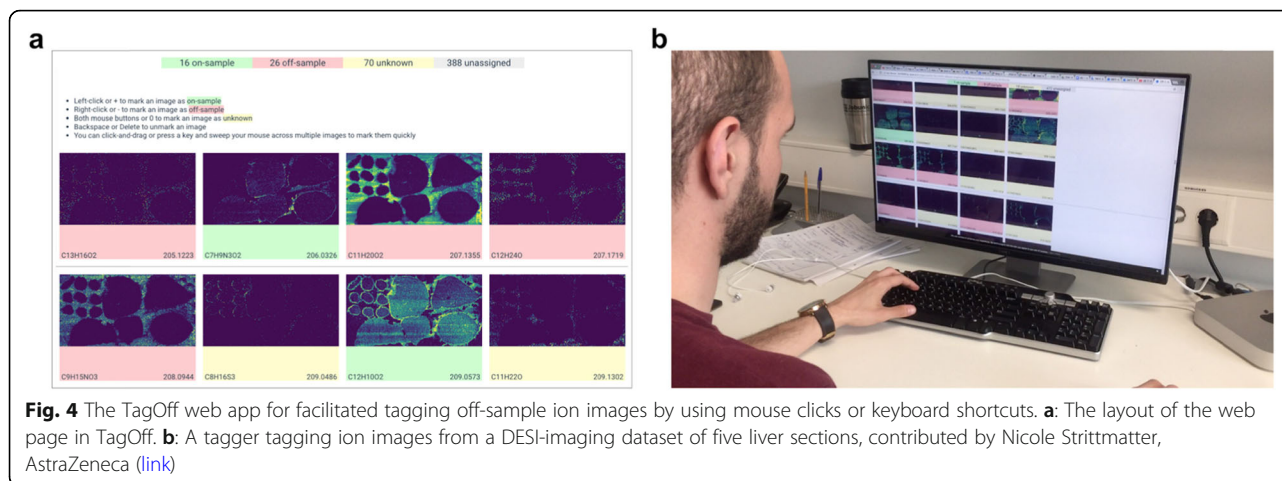 a
b
16 on-sample 26 off-sample 70 unknown 388 unassigned
• Left-click or + to mark an image as on-sample
• Right-click or - to mark an image as off-sample
• Both mouse buttons or 0 to mark an image as unknown
• Backspace or Delete to unmark an image
• You can click-and-drag or press a key and sweep your mouse across multiple images to mark them quickly
C13H16O2 205.1223 C7H9N3O2 206.0326 C11H20O2 207.1355 C12H24O 207.1719
C9H15NO3 208.0944 C8H16S3 209.0486 C12H10O2 209.0573 C11H22O 209.1302
Fig. 4 The TagOff web app for facilitated tagging off-sample ion images by using mouse clicks or keyboard shortcuts. a: The layout of the web
page in TagOff. b: A tagger tagging ion images from a DESI-imaging dataset of five liver sections, contributed by Nicole Strittmatter,
AstraZeneca (link)